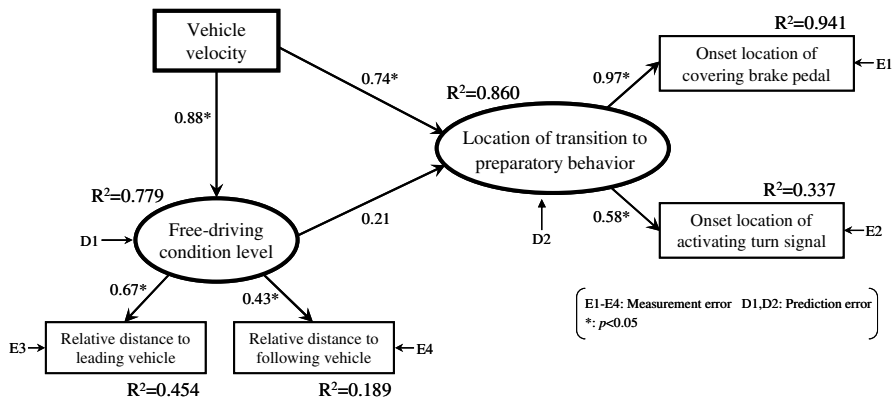 Vehicle
velocity
0.88*
0.74*
R²=0.860
Location of transition to
preparatory behavior
D2
0.97*
R²=0.941
Onset location of
covering brake pedal
E1
0.58*
R²=0.337
Onset location of
activating turn signal
E2
R²=0.779
Free-driving
condition level
D1
0.21
0.67*
0.43*
Relative distance to
leading vehicle
E3
R²=0.454
Relative distance to
following vehicle
E4
R²=0.189
E1-E4: Measurement error D1,D2: Prediction error
*: p<0.05